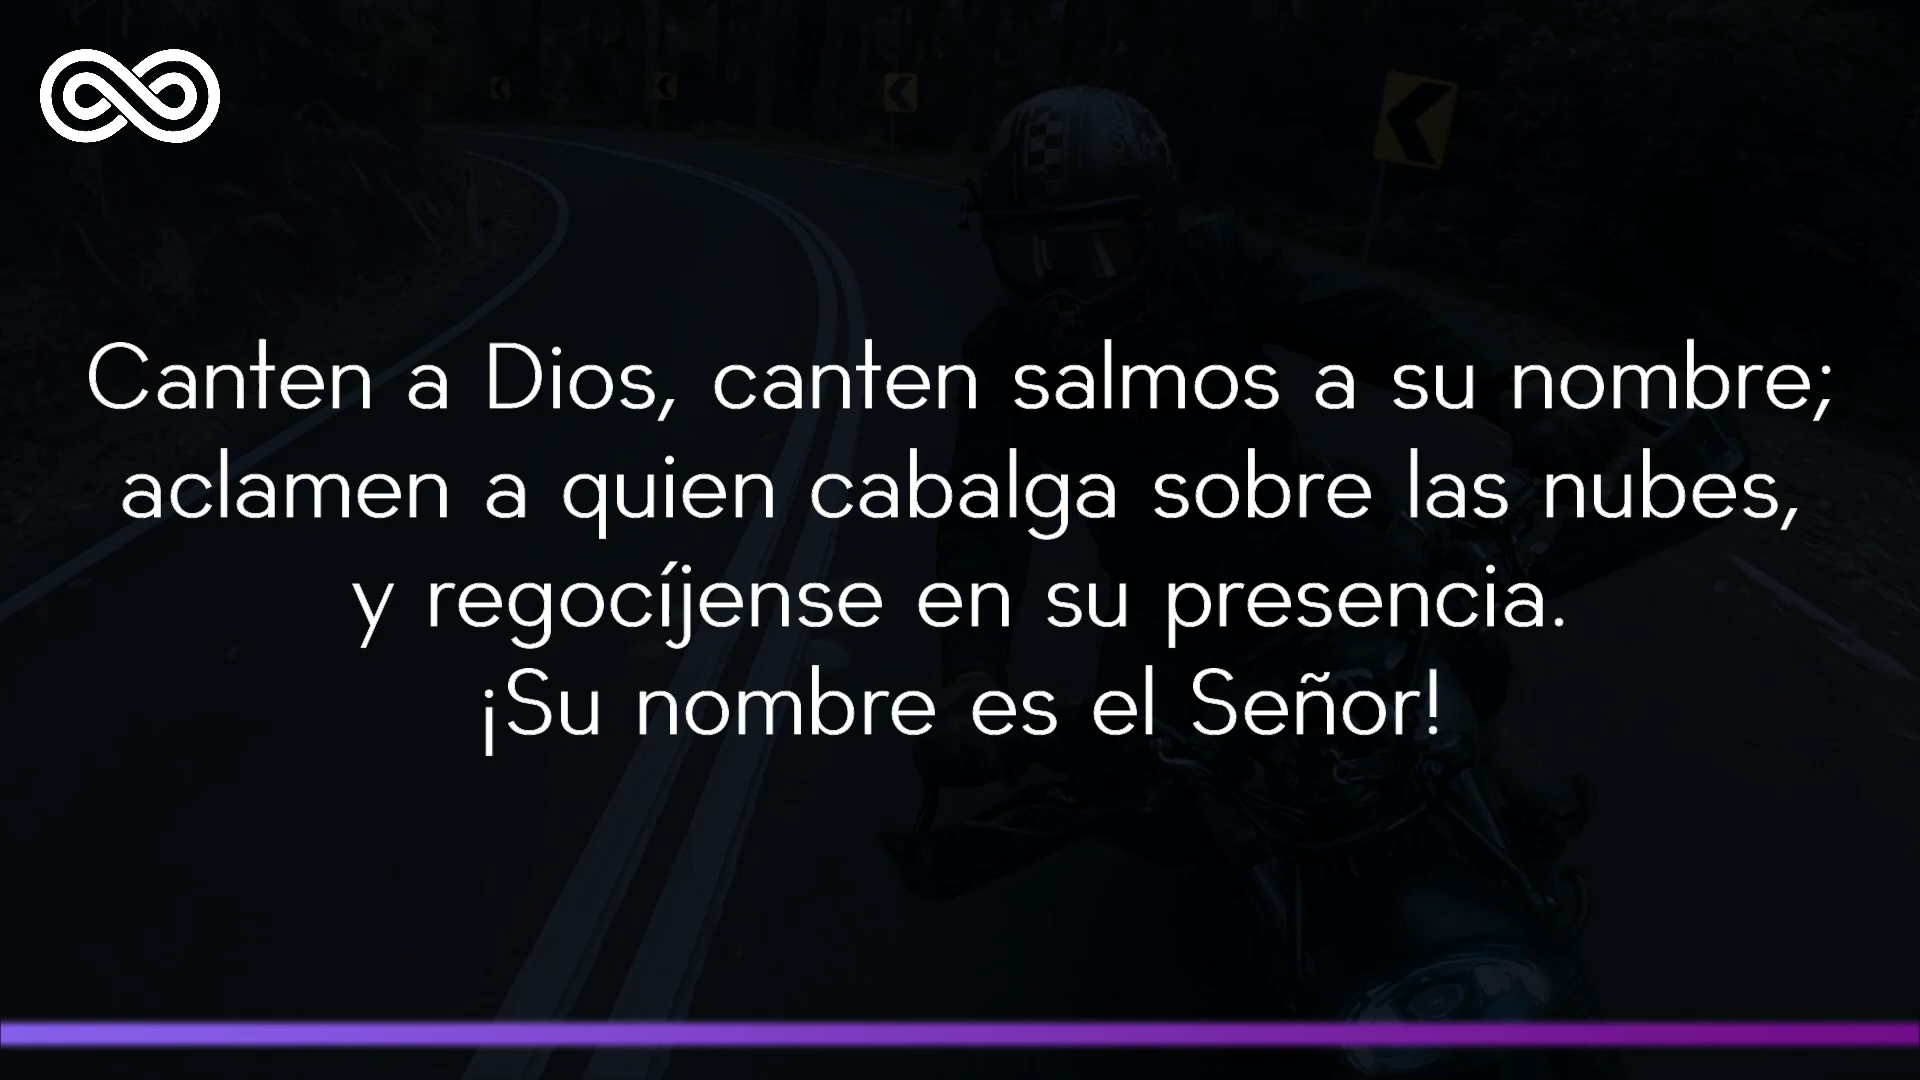 Canten a Dios, canten salmos a su nombre;
aclamen a quien cabalga sobre las nubes,
y regocíjense en su presencia.
¡Su nombre es el Señor!